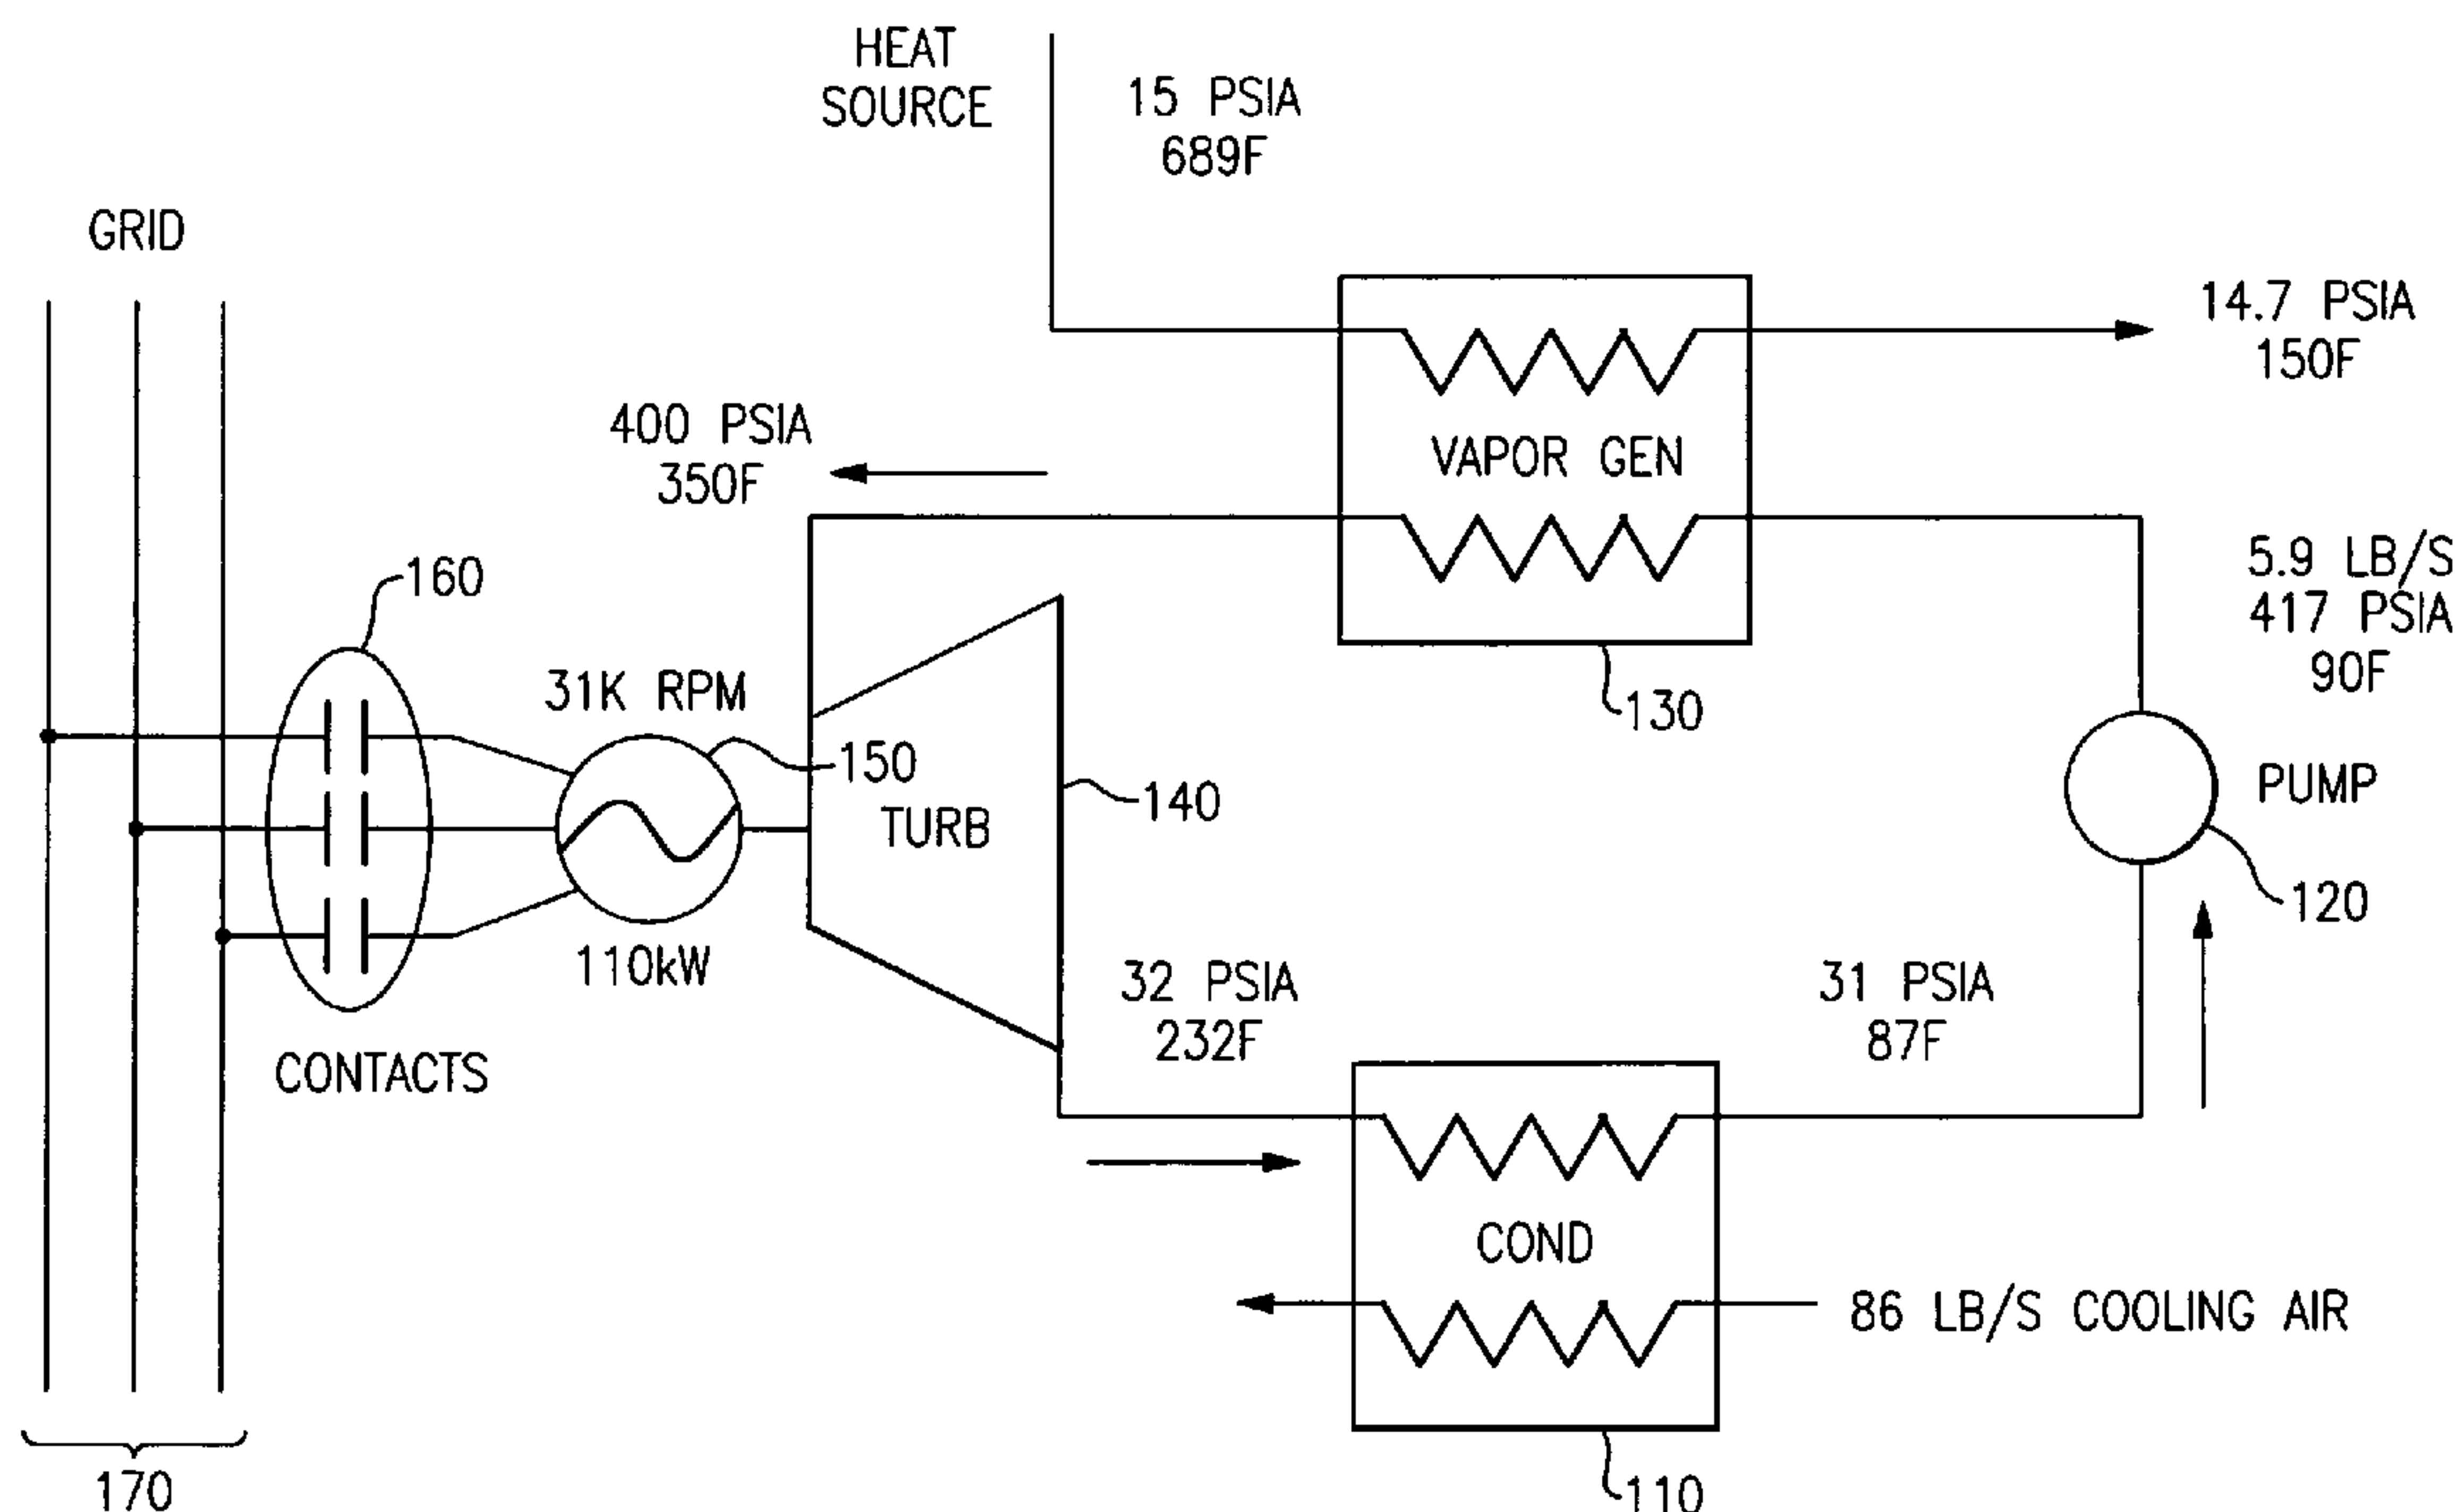 HEAT
SOURCE
15 PSIA
689F
GRID
14.7 PSIA
150F
400 PSIA
350F
VAPOR GEN
5.9 LB/S
417 PSIA
90F
160
31K RPM
130
150
TURB
140
PUMP
120
110kW
32 PSIA
232F
31 PSIA
87F
CONTACTS
COND
86 LB/S COOLING AIR
170
110